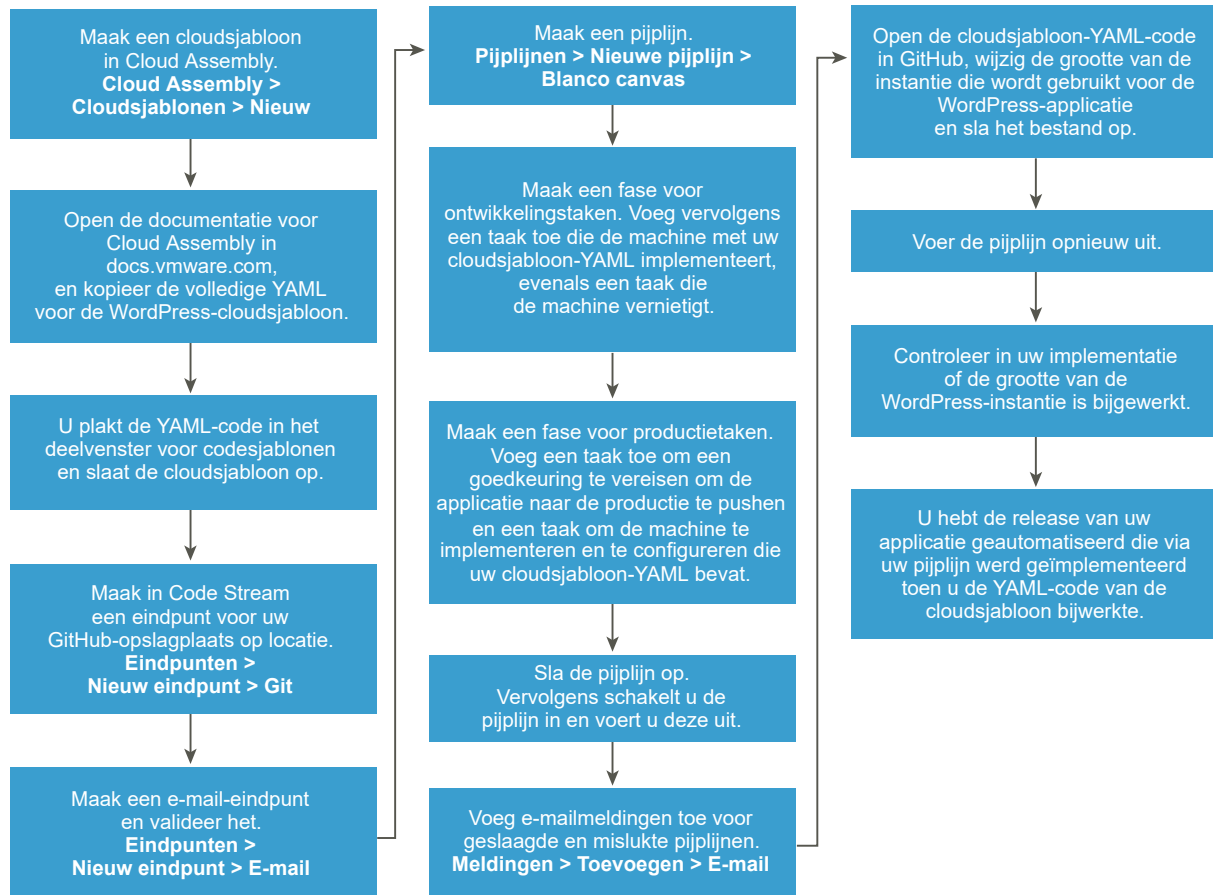 Maak een cloudsjabloon
in Cloud Assembly.
Cloud Assembly >
Cloudsjablonen > Nieuw
Open de documentatie voor
Cloud Assembly in
docs.vmware.com,
en kopieer de volledige YAML
voor de WordPress-cloudsjabloon.
U plakt de YAML-code in het
deelvenster voor codesjablonen
en slaat de cloudsjabloon op.
Maak in Code Stream
een eindpunt voor uw
GitHub-opslagplaats op locatie.
Eindpunten >
Nieuw eindpunt > Git
Maak een e-mail-eindpunt
en valideer het.
Eindpunten >
Nieuw eindpunt > E-mail
Maak een pijplijn.
Pijplijnen > Nieuwe pijplijn >
Blanco canvas
Maak een fase voor
ontwikkelingstaken. Voeg vervolgens
een taak toe die de machine met uw
cloudsjabloon-YAML implementeert,
evenals een taak die
de machine vernietigt.
Maak een fase voor productietaken.
Voeg een taak toe om een
goedkeuring te vereisen om de
applicatie naar de productie te pushen
en een taak om de machine te
implementeren en te configureren die
uw cloudsjabloon-YAML bevat.
Sla de pijplijn op.
Vervolgens schakelt u de
pijplijn in en voert u deze uit.
Voeg e-mailmeldingen toe voor
geslaagde en mislukte pijplijnen.
Meldingen > Toevoegen > E-mail
Open de cloudsjabloon-YAML-code
in GitHub, wijzig de grootte van de
instantie die wordt gebruikt voor de
WordPress-applicatie
en sla het bestand op.
Voer de pijplijn opnieuw uit.
Controleer in uw implementatie
of de grootte van de
WordPress-instantie is bijgewerkt.
U hebt de release van uw
applicatie geautomatiseerd die via
uw pijplijn werd geïmplementeerd
toen u de YAML-code van de
cloudsjabloon bijwerkte.